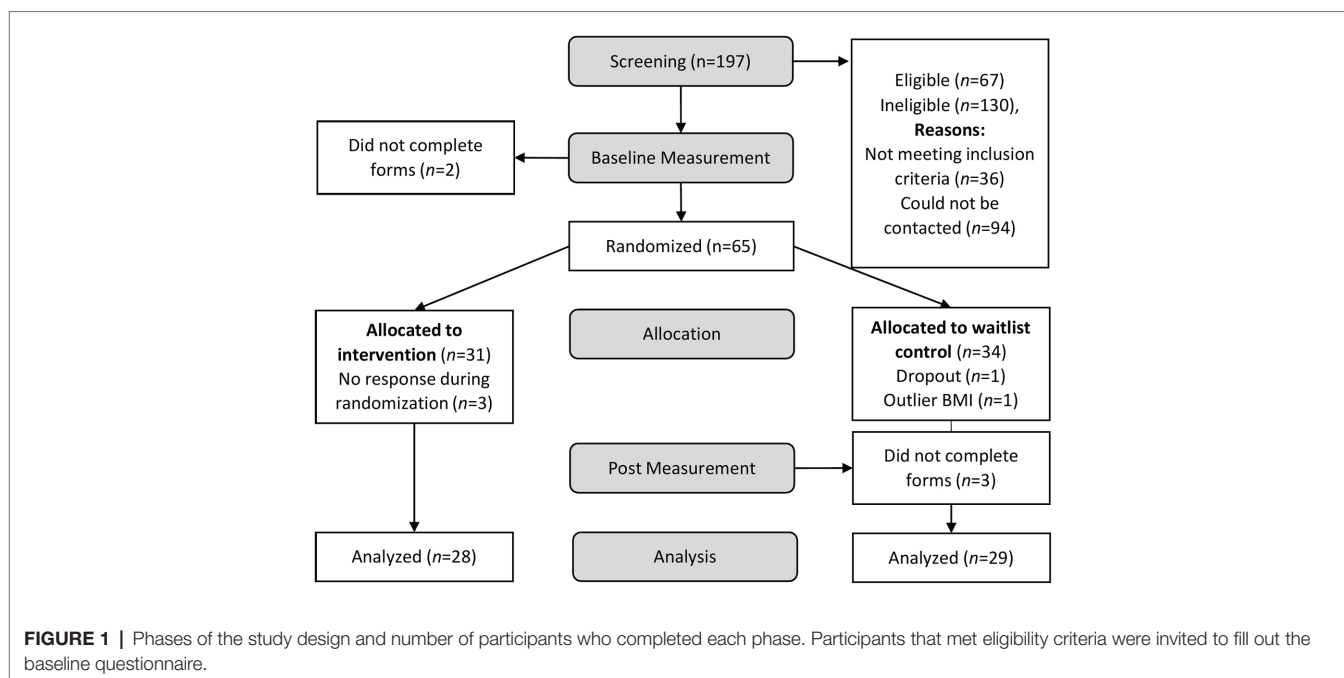 Screening (n=197)
Eligible (n=67)
Ineligible (n=130),
Reasons:
Not meeting inclusion
criteria (n=36)
Could not be
contacted (n=94)
Did not complete
forms (n=2)
Baseline Measurement
Randomized (n=65)
Allocated to
intervention (n=31)
No response during
randomization (n=3)
Allocation
Allocated to waitlist
control (n=34)
Dropout (n=1)
Outlier BMI (n=1)
Post Measurement
Did not complete
forms (n=3)
Analyzed (n=28)
Analysis
Analyzed (n=29)
FIGURE 1 | Phases of the study design and number of participants who completed each phase. Participants that met eligibility criteria were invited to fill out the
baseline questionnaire.